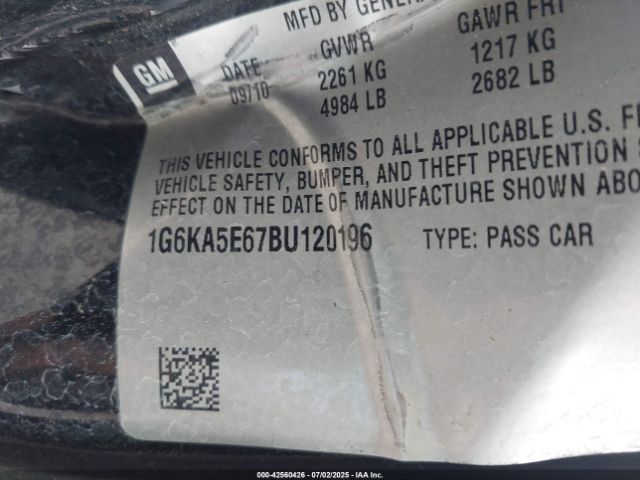 GM
MFD BY GENERA
DATE GVWR GAWR FRT
09/10 2261 KG 1217 KG
4984 LB 2682 LB
THIS VEHICLE CONFORMS TO ALL APPLICABLE U.S. FE
VEHICLE SAFETY, BUMPER, AND THEFT PREVENTION S
EFFECT ON THE DATE OF MANUFACTURE SHOWN ABO
1G6KA5E67BU120196 TYPE: PASS CAR
000-42560426 - 07/02/2025 - IAA Inc.